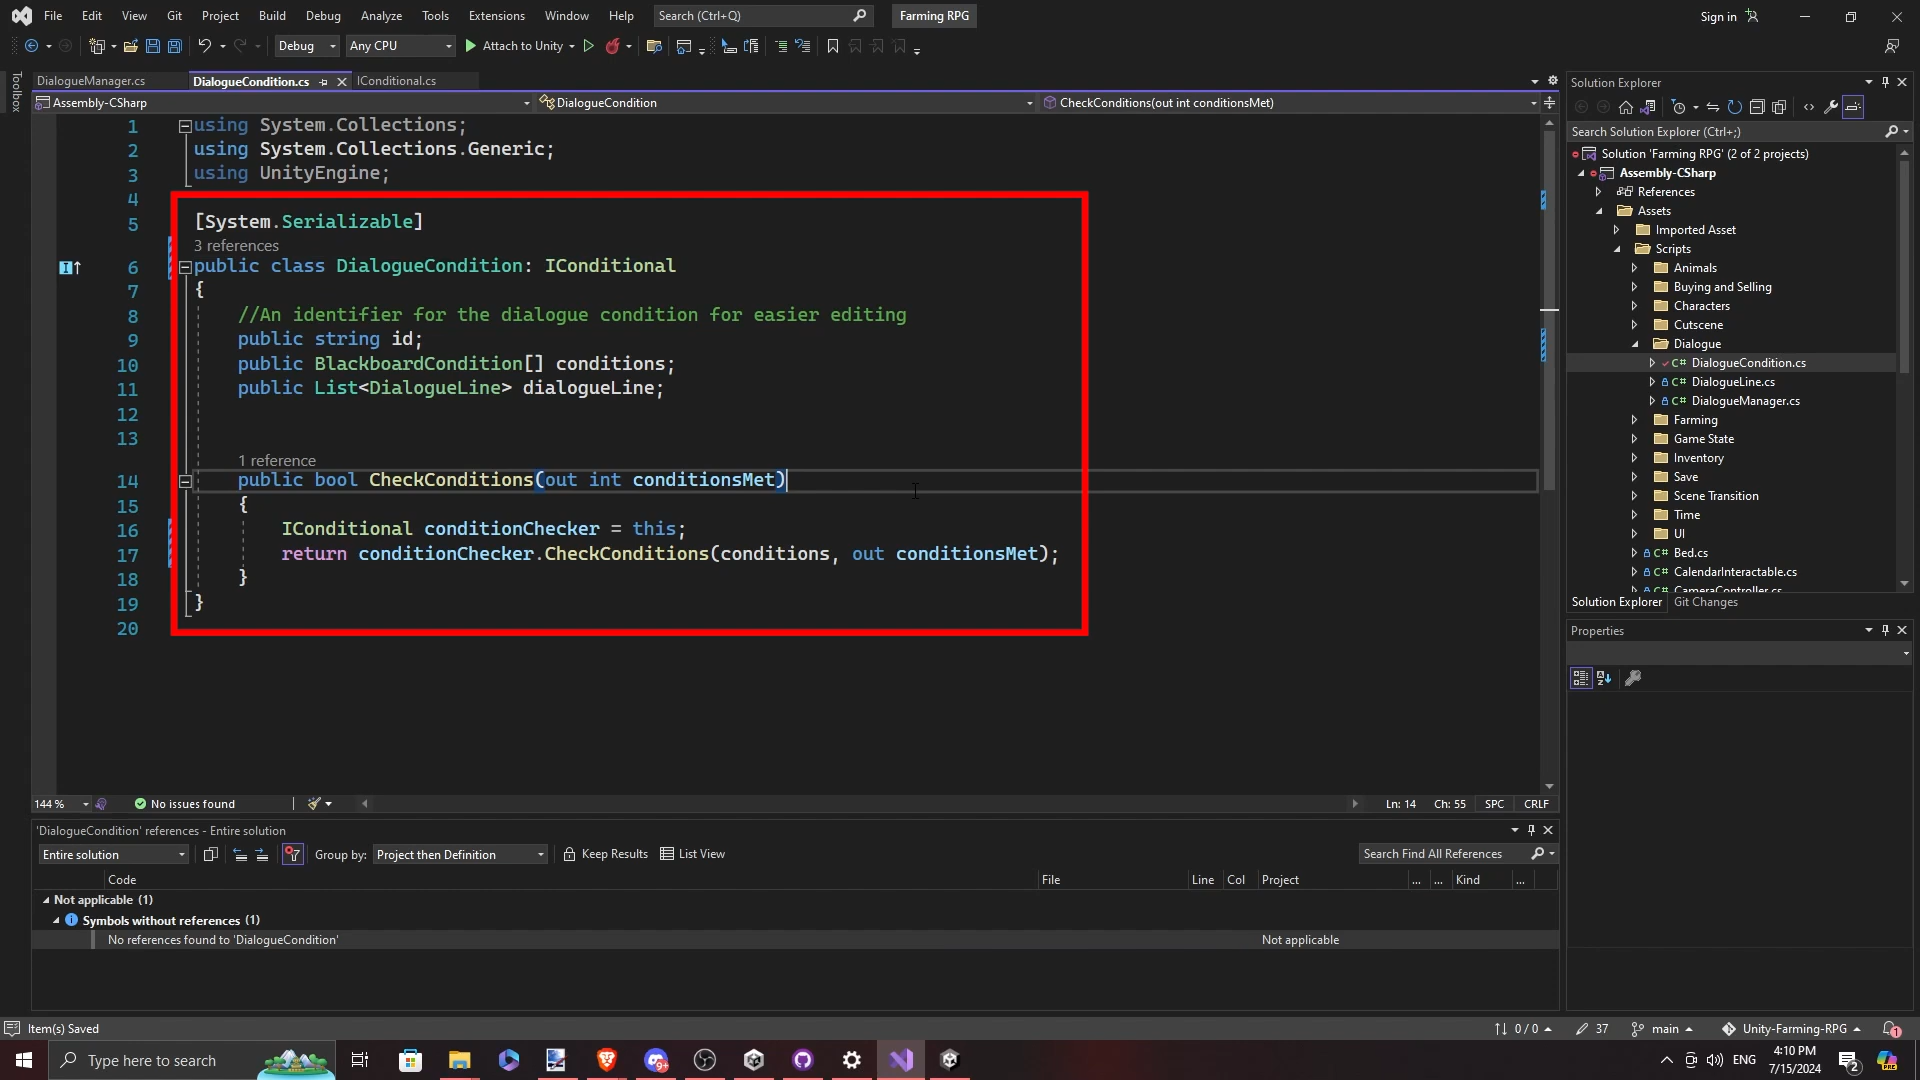 File Edit View Git Project Build Debug Analyze Tools Extensions Window Help Search (Ctrl+Q) Farming RPG Sign in
Debug Any CPU Attach to Unity
Toolbox
DialogueManager.cs DialogueCondition.cs IConditional.cs
Assembly-CSharp DialogueCondition CheckConditions(out int conditionsMet)
1 using System.Collections;
2 using System.Collections.Generic;
3 using UnityEngine;
4
5 [System.Serializable]
3 references
6 public class DialogueCondition: IConditional
7 {
8 //An identifier for the dialogue condition for easier editing
9 public string id;
10 public BlackboardCondition[] conditions;
11 public List<DialogueLine> dialogueLine;
12
13
1 reference
14 public bool CheckConditions(out int conditionsMet)
15 {
16 IConditional conditionChecker = this;
17 return conditionChecker.CheckConditions(conditions, out conditionsMet);
18 }
19 }
20
144 % No issues found Ln: 14 Ch: 55 SPC CRLF
'DialogueCondition' references - Entire solution
Entire solution Group by: Project then Definition Keep Results List View Search Find All References
Code File Line Col Project ... ... Kind ...
Not applicable (1)
Symbols without references (1)
No references found to 'DialogueCondition' Not applicable
Solution Explorer
Search Solution Explorer (Ctrl+;)
Solution 'Farming RPG' (2 of 2 projects)
Assembly-CSharp
References
Assets
Imported Asset
Scripts
Animals
Buying and Selling
Characters
Cutscene
Dialogue
C# DialogueCondition.cs
C# DialogueLine.cs
C# DialogueManager.cs
Farming
Game State
Inventory
Save
Scene Transition
Time
UI
C# Bed.cs
C# CalendarInteractable.cs
C# CameraController.cs
Solution Explorer Git Changes
Properties
Item(s) Saved 0 / 0 37 main Unity-Farming-RPG 1
Type here to search 9+ ENG 4:10 PM 2 PRE
7/15/2024